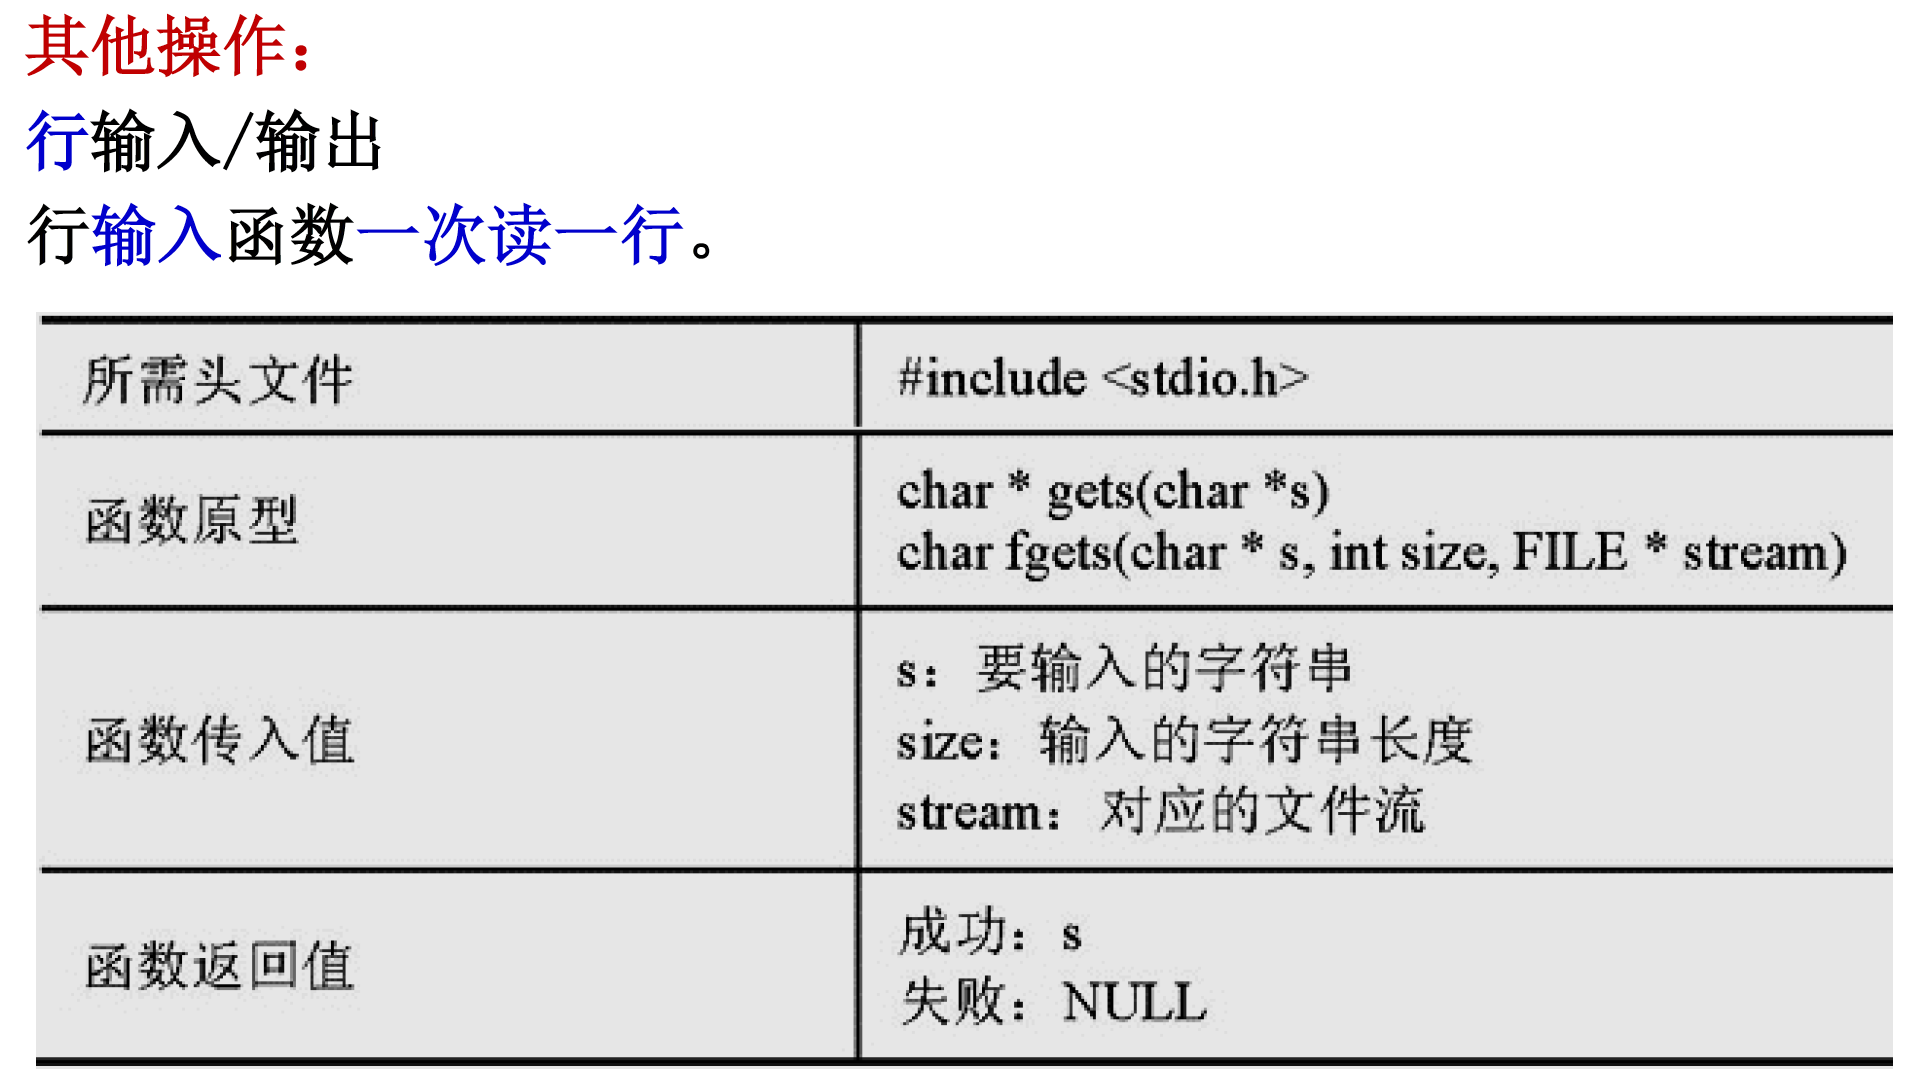 其他操作：
行输入/输出
行输入函数一次读一行。
所需头文件
#include <stdio.h>
函数原型
char * gets(char *s)
char fgets(char * s, int size, FILE * stream)
函数传入值
s：要输入的字符串
size：输入的字符串长度
stream：对应的文件流
函数返回值
成功：s
失败：NULL